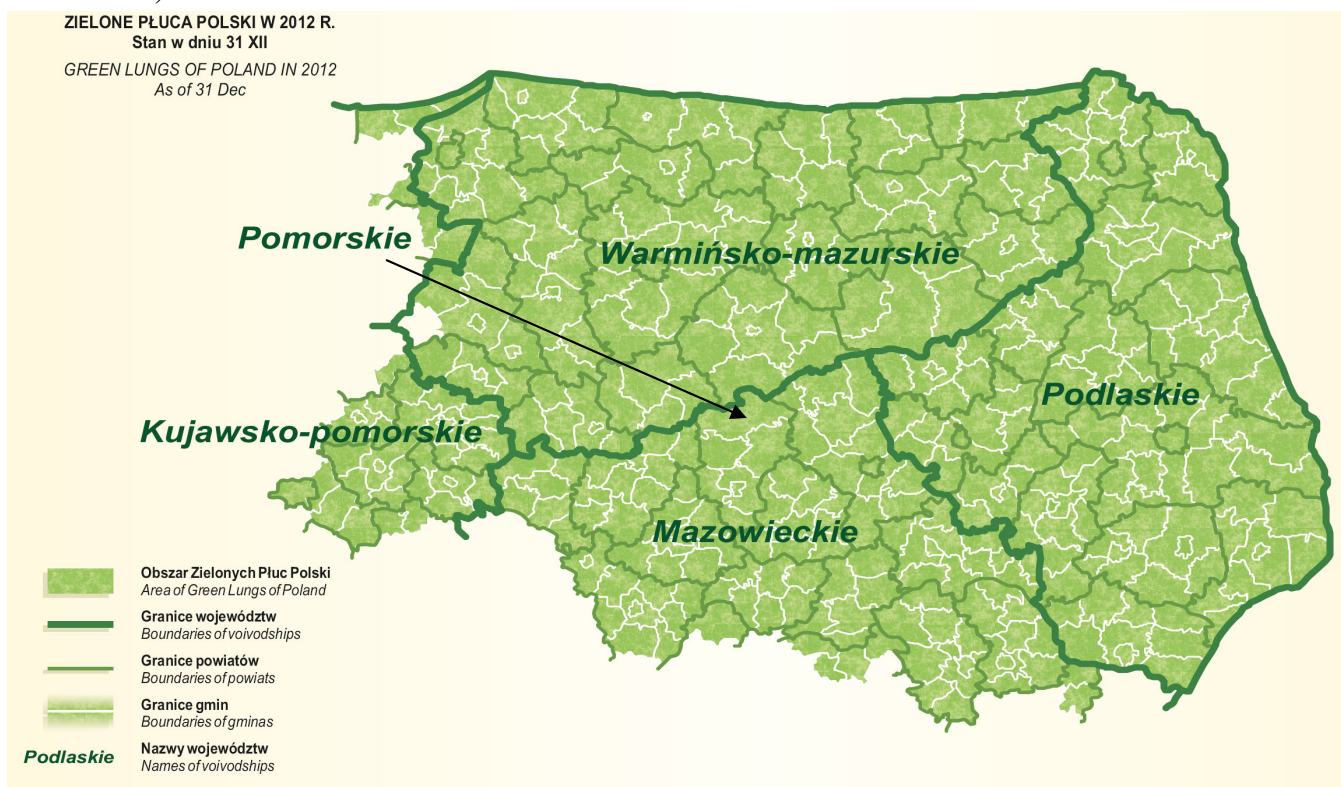 ZIELONE PŁUCA POLSKI W 2012 R.
Stan w dniu 31 XII
GREEN LUNGS OF POLAND IN 2012
As of 31 Dec
Pomorskie
Warmińsko-mazurskie
Podlaskie
Kujawsko-pomorskie
Mazowieckie
Obszar Zielonych Płuc Polski
Area of Green Lungs of Poland
Granice województw
Boundaries of voivodships
Granice powiatów
Boundaries of powiats
Granice gmin
Boundaries of gminas
Podlaskie
Nazwy województw
Names of voivodships